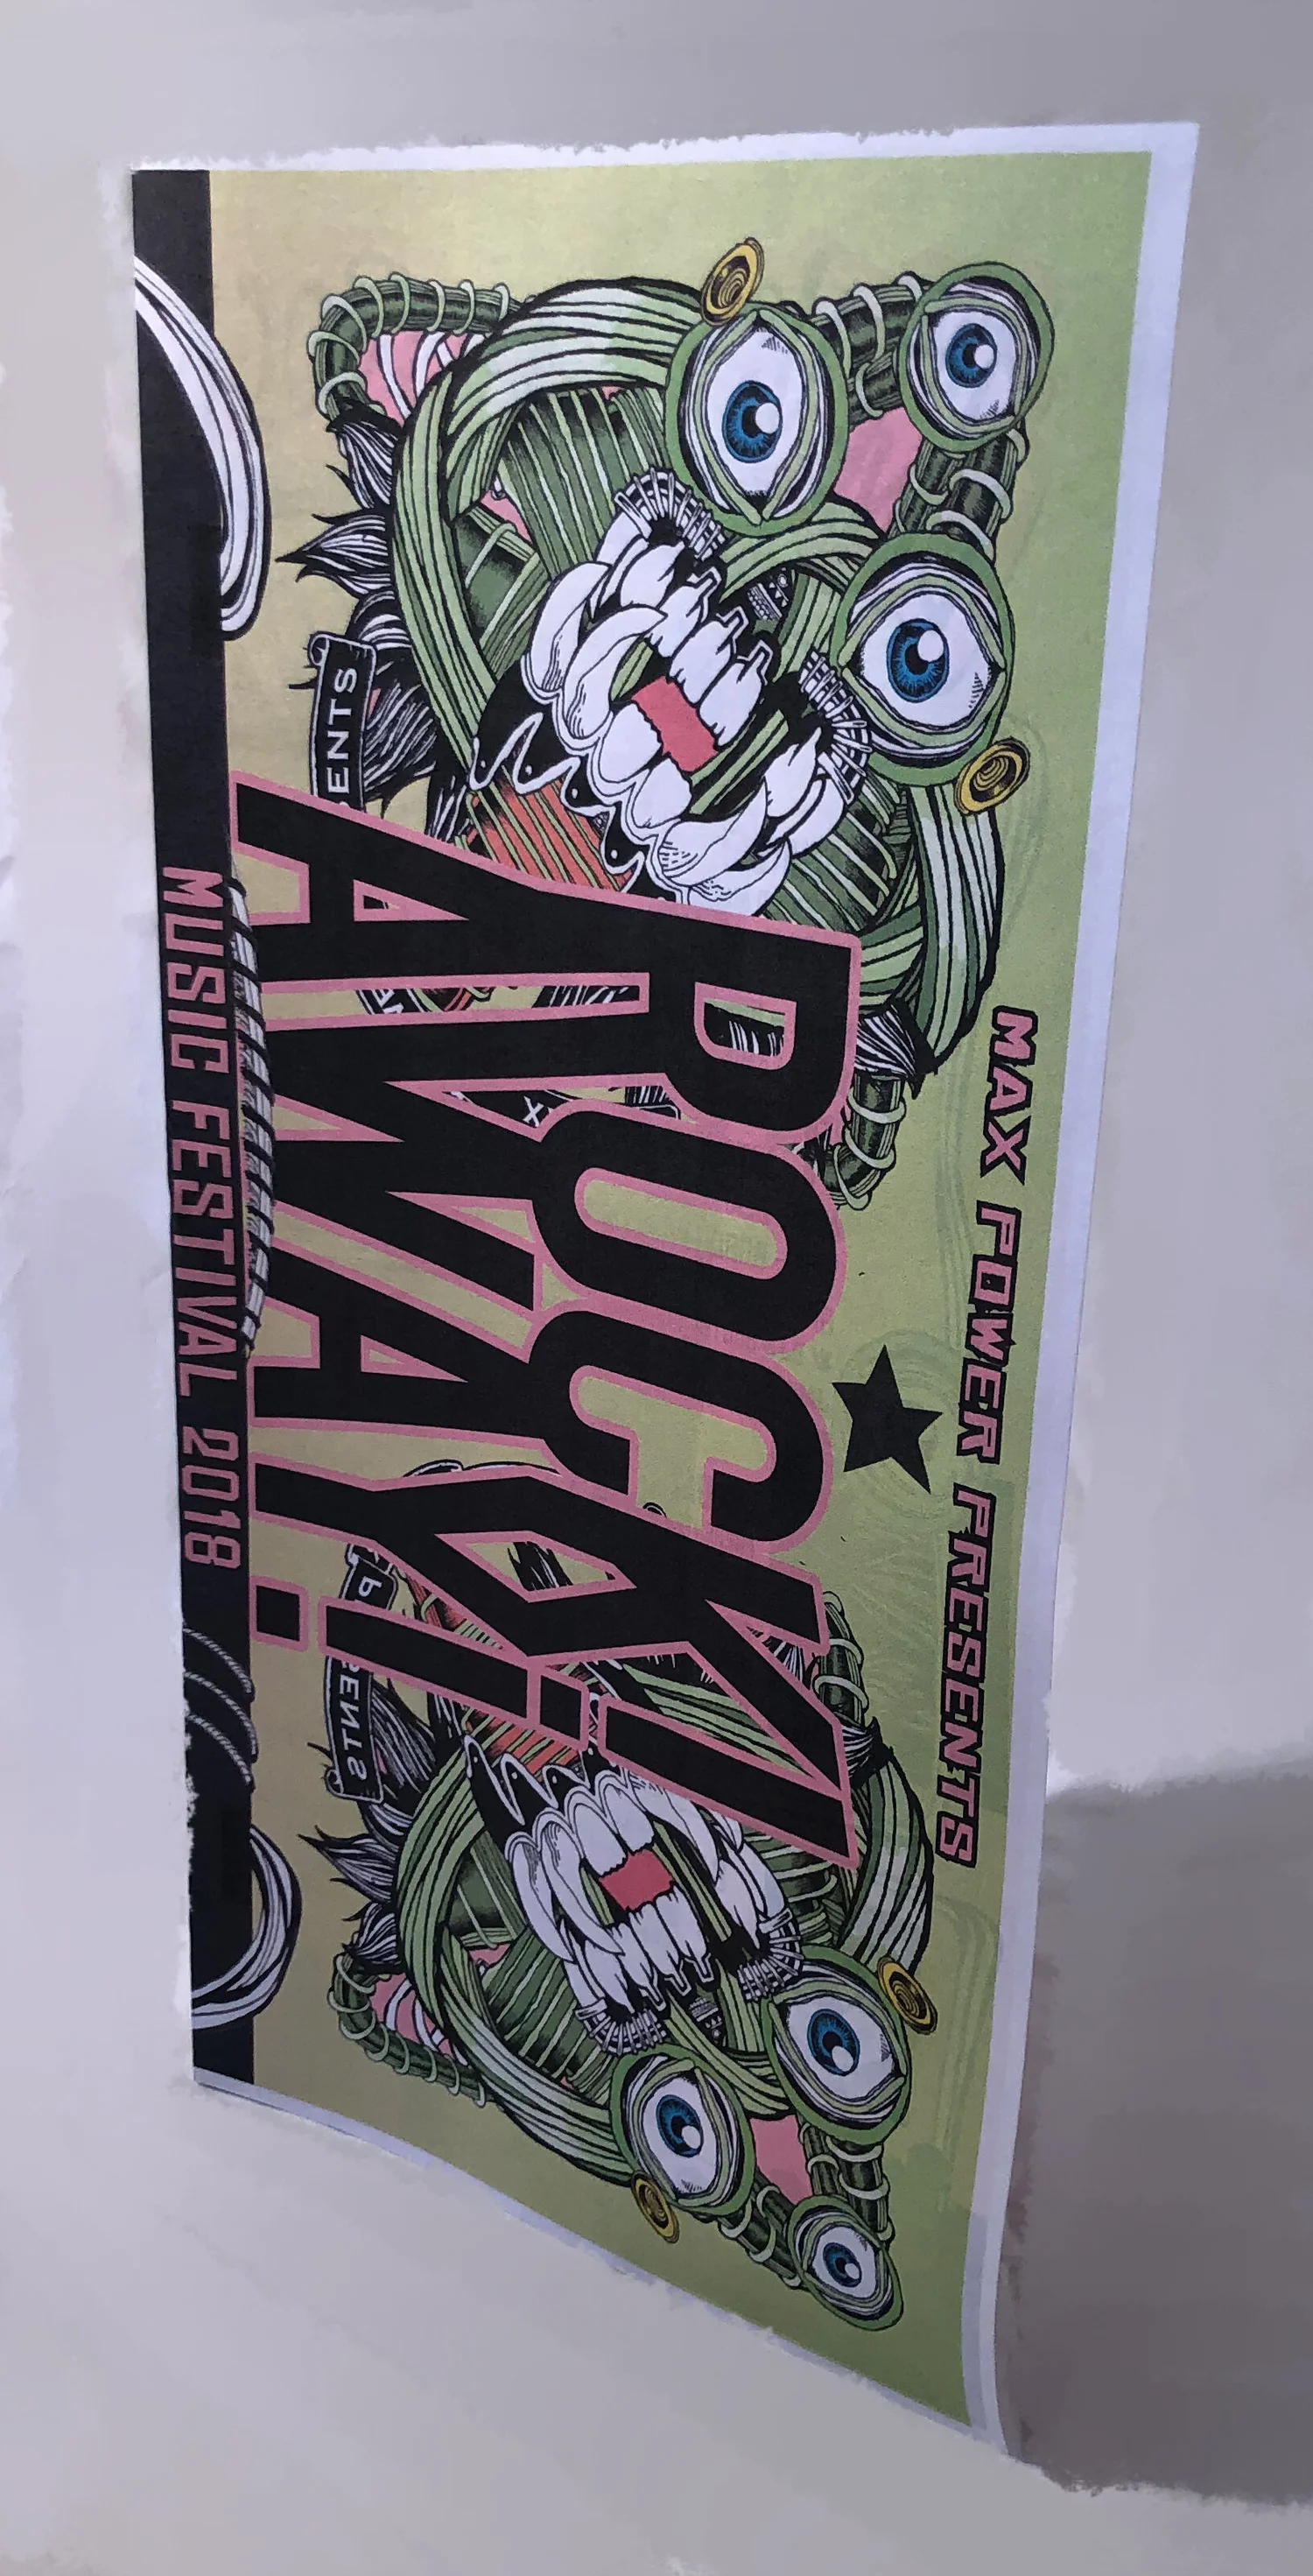 MAX POWER PRESENTS
ROCK!
AWAY!
MUSIC FESTIVAL 2018